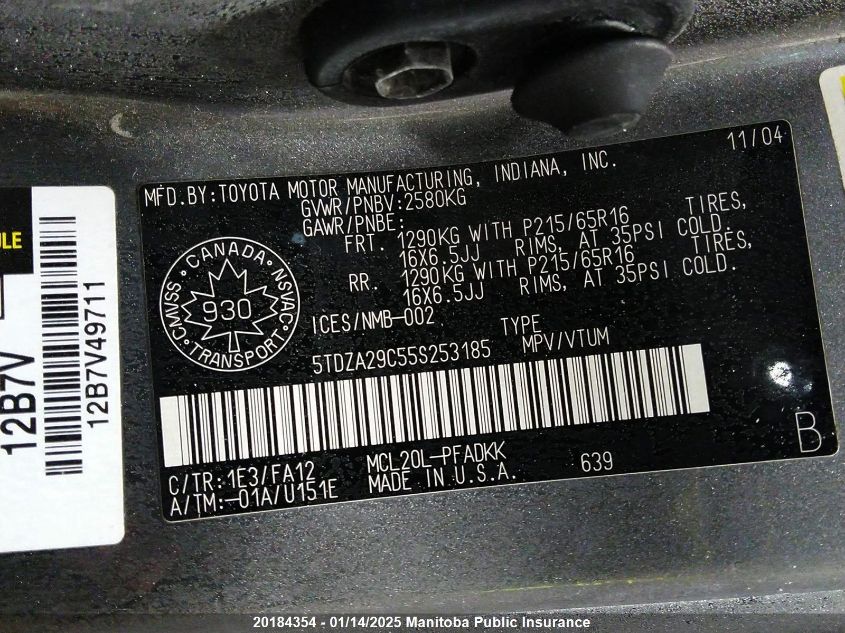 MFD.BY:TOYOTA MOTOR MANUFACTURING, INDIANA, INC. 11/04
GVWR/PNBV:2580KG
GAWR/PNBE:
FRT. 1290KG WITH P215/65R16 TIRES,
16X6.5JJ RIMS, AT 35PSI COLD.
RR. 1290KG WITH P215/65R16 TIRES,
16X6.5JJ RIMS, AT 35PSI COLD.
CANADA
CMVSS · NSVAC
930
TRANSPORT
ICES/NMB-002 TYPE
5TDZA29C55S253185 MPV/VTUM
C/TR:1E3/FA12 MCL20L-PFADKK
A/TM:-01A/U151E MADE IN U.S.A. 639
B
ULE
12B7V
12B7V49711
20184354 - 01/14/2025 Manitoba Public Insurance